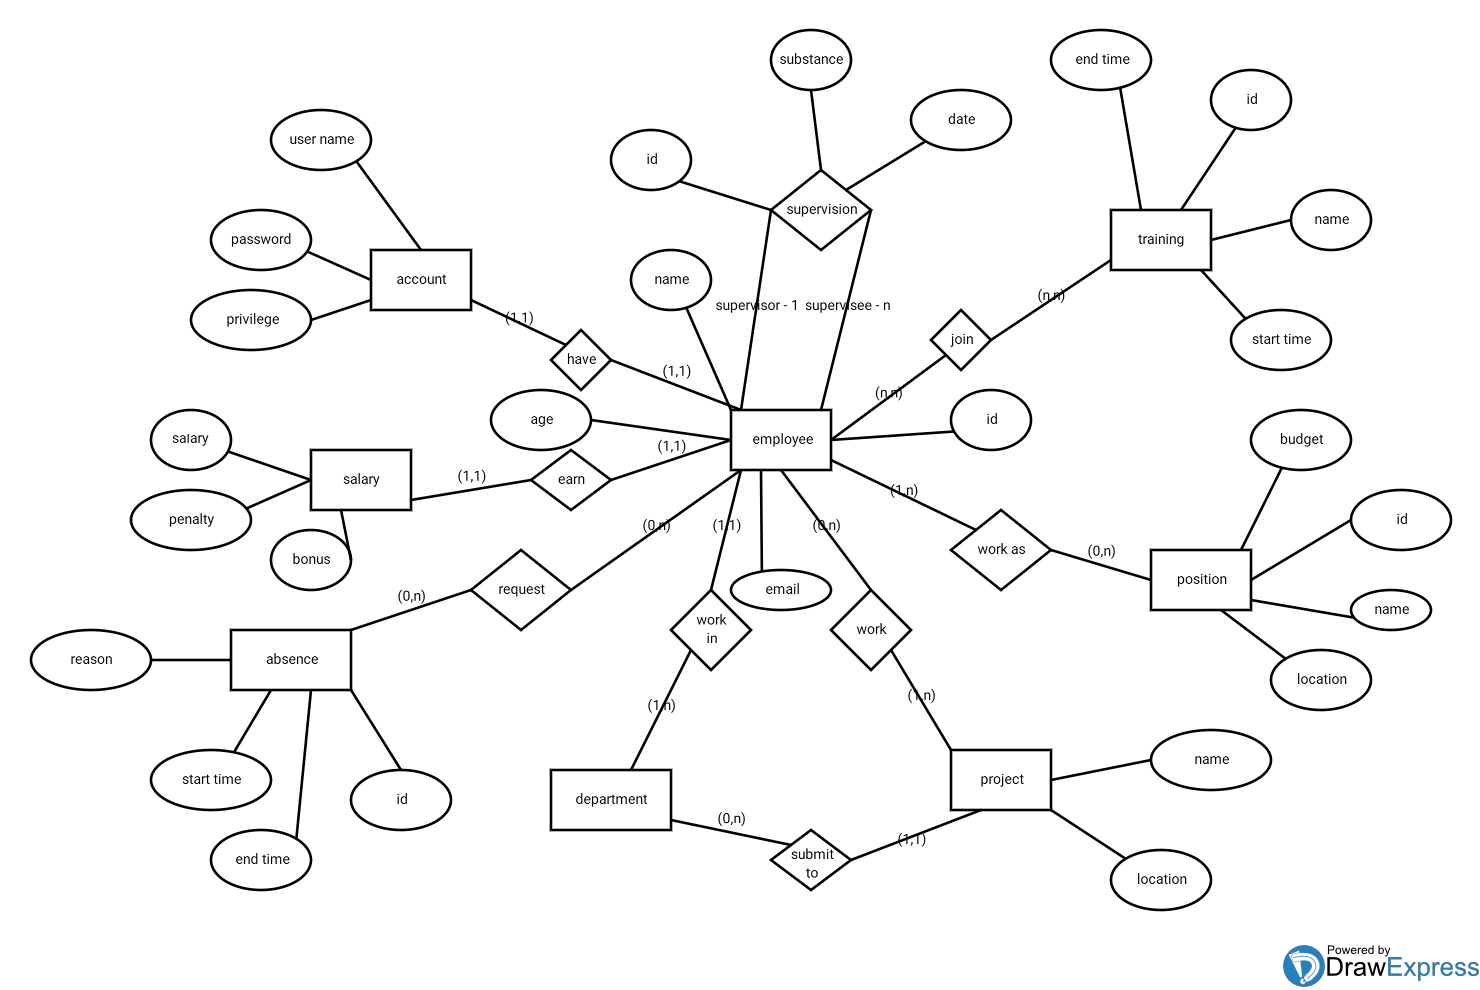 substance
end time
id
date
user name
id
supervision
name
password
training
account
name
privilege
supervisor - 1
supervisee - n
(n,n)
(1,1)
join
start time
have
(1,1)
(n,n)
age
id
salary
employee
budget
(1,1)
salary
(1,1)
earn
(1,n)
penalty
id
(0,n)
(1,1)
(0,n)
work as
(0,n)
bonus
position
request
email
(0,n)
name
work
in
work
reason
absence
location
(1,n)
(1,n)
name
start time
project
id
department
(0,n)
(1,1)
end time
submit
to
location
Powered by
DrawExpress